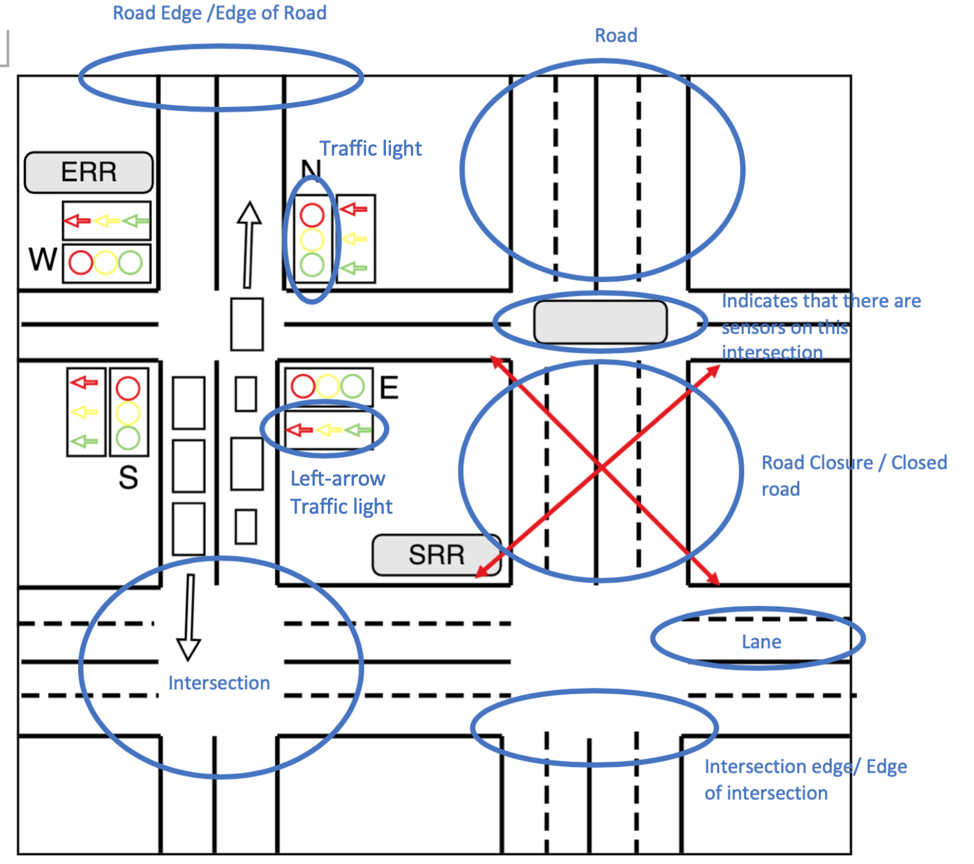 Road Edge /Edge of Road
Road
Traffic light
N
ERR
W
Indicates that there are
sensors on this
intersection
E
S
Left-arrow
Traffic light
Road Closure / Closed
road
SRR
Lane
Intersection
Intersection edge/ Edge
of intersection